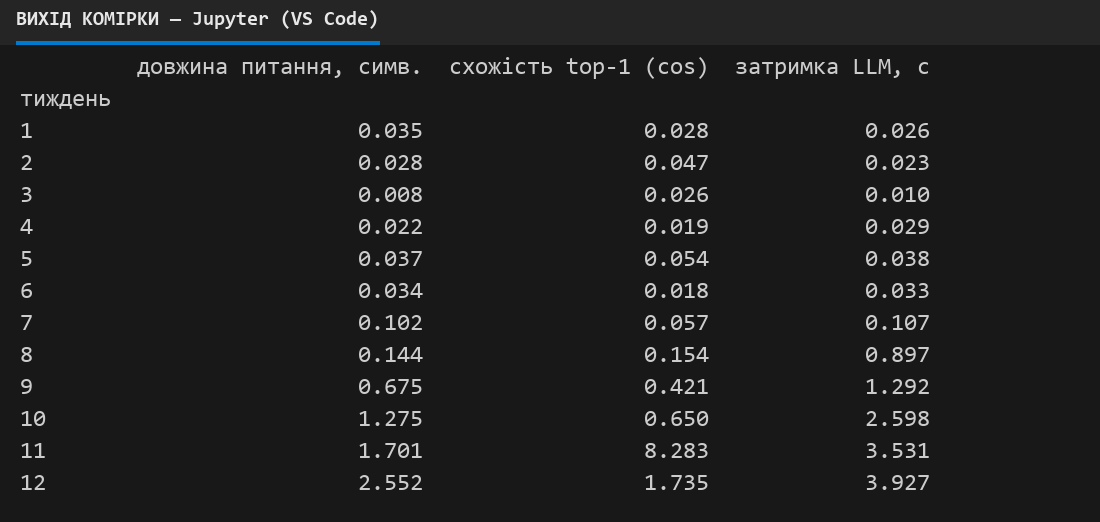 ВИХІД КОМІРКИ — Jupyter (VS Code)
довжина питання, симв. схожість top-1 (cos) затримка LLM, с
тиждень
1 0.035 0.028 0.026
2 0.028 0.047 0.023
3 0.008 0.026 0.010
4 0.022 0.019 0.029
5 0.037 0.054 0.038
6 0.034 0.018 0.033
7 0.102 0.057 0.107
8 0.144 0.154 0.897
9 0.675 0.421 1.292
10 1.275 0.650 2.598
11 1.701 8.283 3.531
12 2.552 1.735 3.927